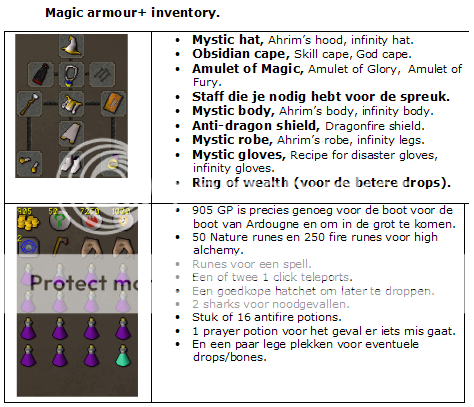 Magic armour+ inventory.
Mystic hat, Ahrim's hood, infinity hat.
Obsidian cape, Skill cape, God cape.
Amulet of Magic, Amulet of Glory, Amulet of
Fury.
Staff die je nodig hebt voor de spreuk.
Mystic body, Ahrim's body, infinity body.
Anti-dragon shield, Dragonfire shield.
Mystic robe, Ahrim's robe, infinity legs.
Mystic gloves, Recipe for disaster gloves,
infinity gloves.
Ring of wealth (voor de betere drops).
905 50 7250 1000
905 GP is precies genoeg voor de boot voor de
boot van Ardougne en om in de grot te komen.
50 Nature runes en 250 fire runes voor high
alchemy.
Runes voor een spell.
Een of twee 1 click teleports.
Een goedkope hatchet om later te droppen.
2 sharks voor noodgevallen.
Stuk of 16 antifire potions.
1 prayer potion voor het geval er iets mis gaat.
En een paar lege plekken voor eventuele
drops/bones.
Protect mo